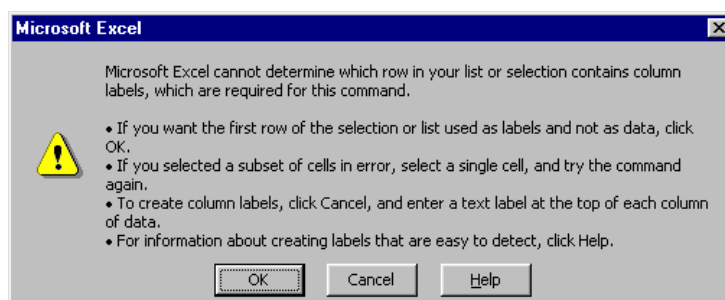 Microsoft Excel
Microsoft Excel cannot determine which row in your list or selection contains column
labels, which are required for this command.
• If you want the first row of the selection or list used as labels and not as data, click
OK.
• If you selected a subset of cells in error, select a single cell, and try the command
again.
• To create column labels, click Cancel, and enter a text label at the top of each column
of data.
• For information about creating labels that are easy to detect, click Help.
OK Cancel Help